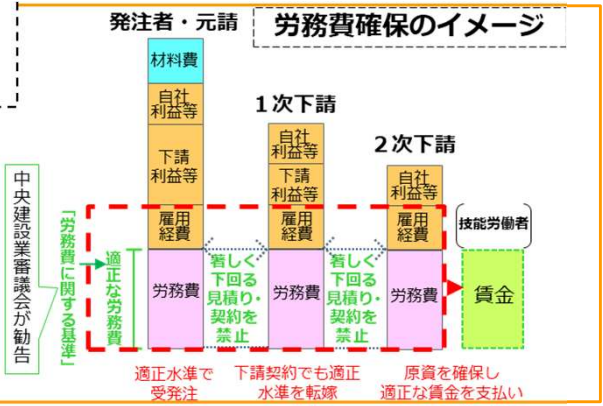 労務費確保のイメージ
発注者・元請
材料費
自社
利益等
下請
利益等
雇用
経費
労務費
1次下請
自社
利益等
下請
利益等
雇用
経費
労務費
2次下請
自社
利益等
雇用
経費
労務費
(技能労働者)
賃金
中央建設業審議会が勧告
「労務費に関する基準」
適正な労務費
著しく
下回る
見積り・
契約を
禁止
著しく
下回る
見積り・
契約を
禁止
適正水準で
受発注
下請契約でも適正
水準を転嫁
原資を確保し
適正な賃金を支払い